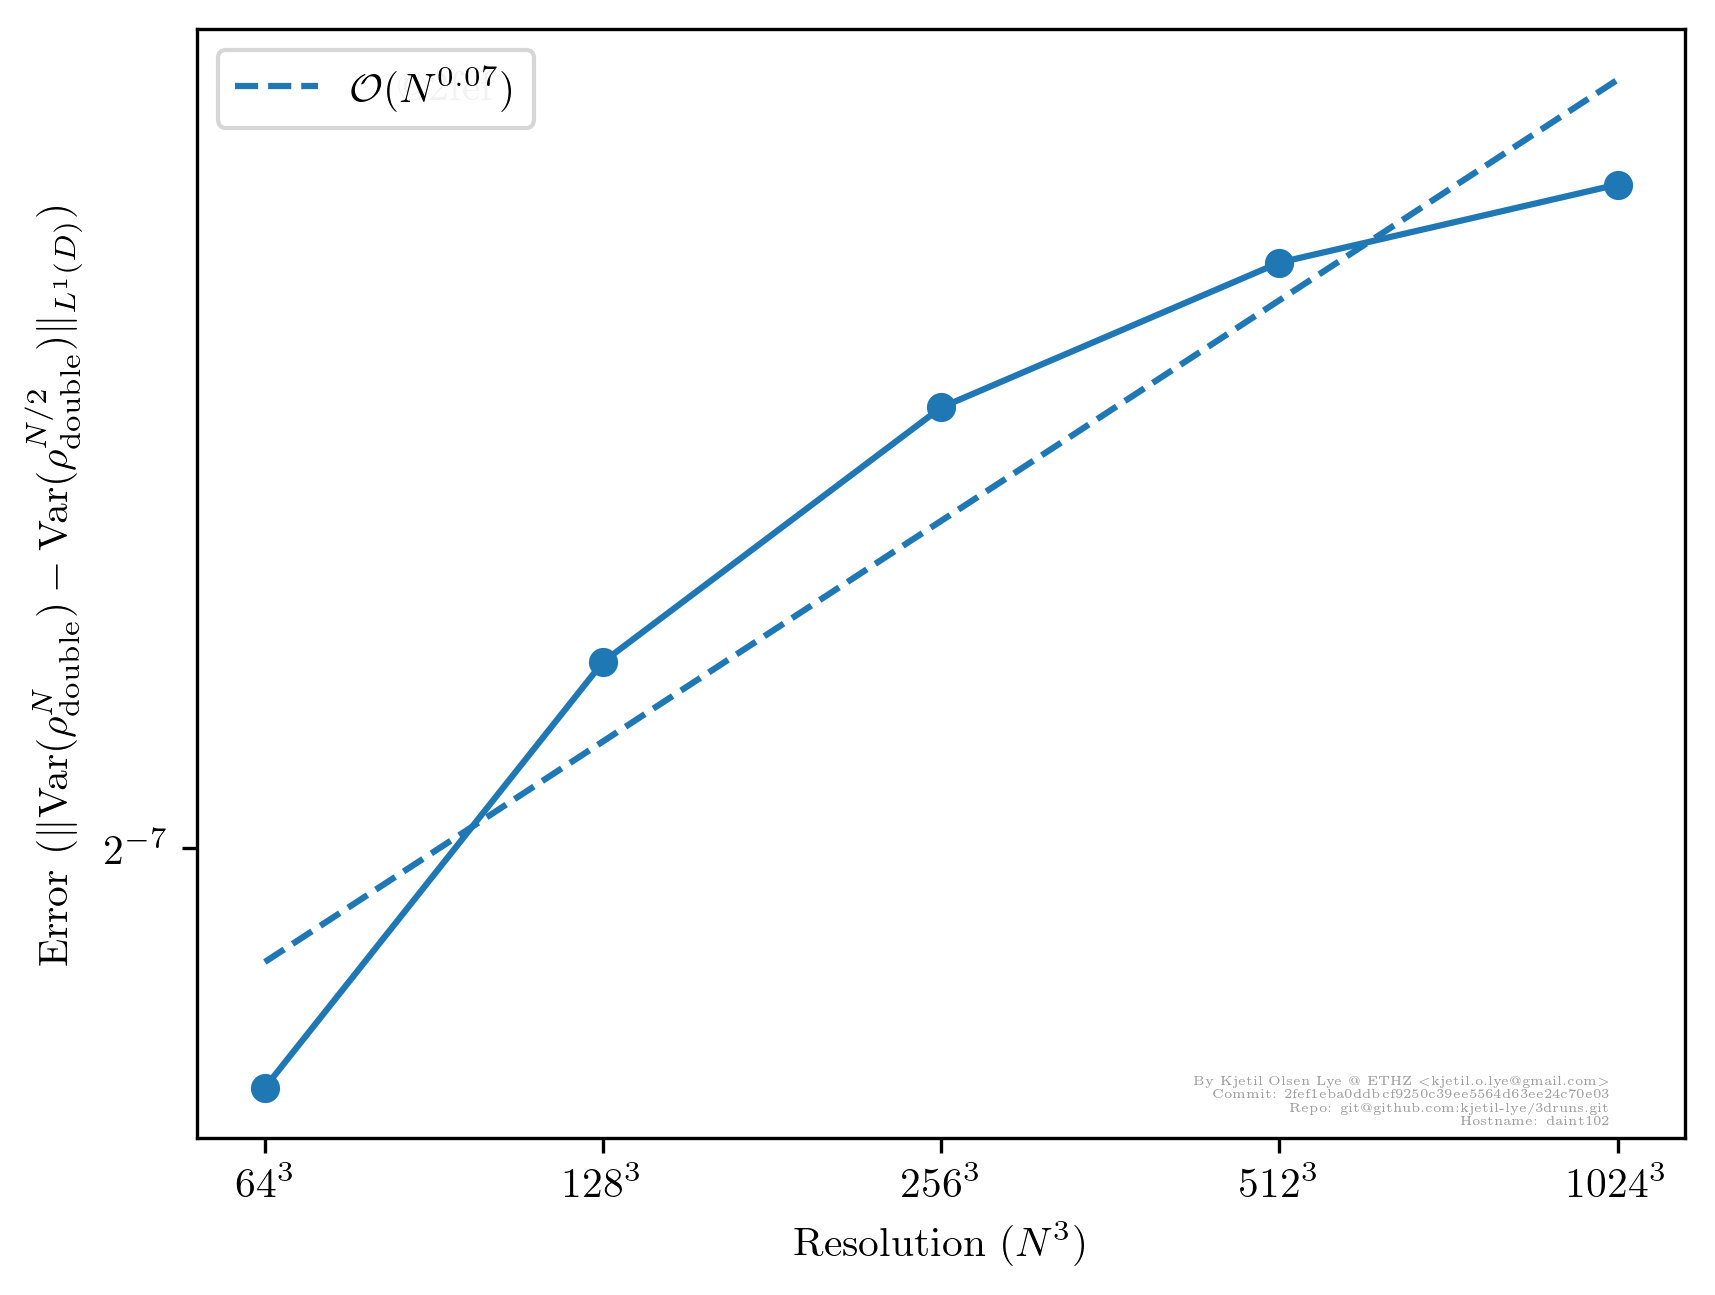 𝒪(N^0.07)
Error (‖Var(ρ^N_double) − Var(ρ^N/2_double)‖_L^1(D))
2^−7
64^3 128^3 256^3 512^3 1024^3
Resolution (N^3)
By Kjetil Olsen Lye @ ETHZ <kjetil.o.lye@gmail.com>
Commit: 2fef1eba0ddbcf9250c39ee5564d63ee24c70e03
Repo: git@github.com:kjetil-lye/3druns.git
Hostname: daint102